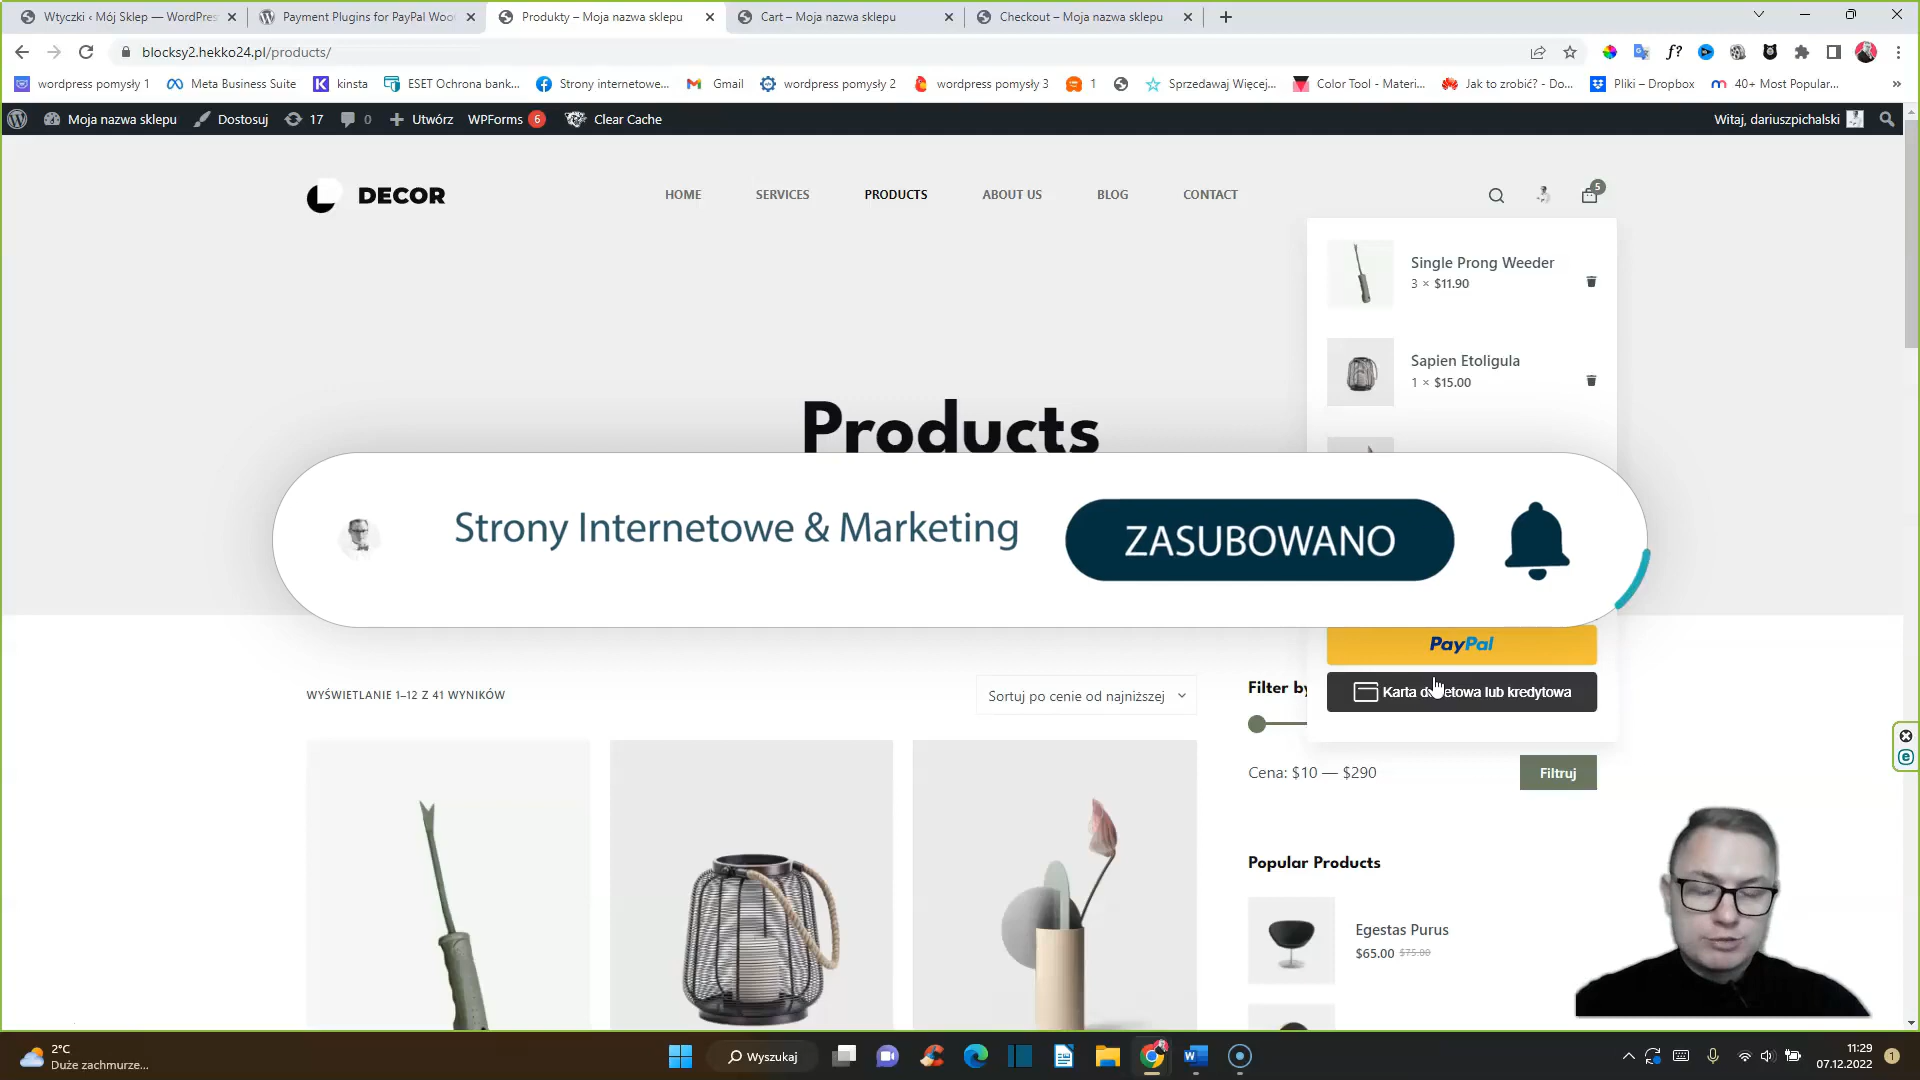 Wtyczki ‹ Mój Sklep — WordPres
Payment Plugins for PayPal Woo
Produkty – Moja nazwa sklepu
Cart – Moja nazwa sklepu
Checkout – Moja nazwa sklepu
blocksy2.hekko24.pl/products/
wordpress pomysły 1
Meta Business Suite
kinsta
ESET Ochrona bank...
Strony internetowe...
Gmail
wordpress pomysły 2
wordpress pomysły 3
1
Sprzedawaj Więcej,...
Color Tool - Materi...
Jak to zrobić? - Do...
Pliki – Dropbox
40+ Most Popular...
Moja nazwa sklepu
Dostosuj
17
0
Utwórz
WPForms 6
Clear Cache
Witaj, dariuszpichalski
DECOR
HOME
SERVICES
PRODUCTS
ABOUT US
BLOG
CONTACT
5
Single Prong Weeder
3 × $11.90
Sapien Etoligula
1 × $15.00
Products
Strony Internetowe & Marketing
ZASUBOWANO
PayPal
Karta lub kredytowa
WYŚWIETLANIE 1–12 Z 41 WYNIKÓW
Sortuj po cenie od najniższej
Filter by
Cena: $10 — $290
Filtruj
Popular Products
Egestas Purus
$65.00 $75.00
2°C
Duże zachmurze...
Wyszukaj
11:29
07.12.2022
1